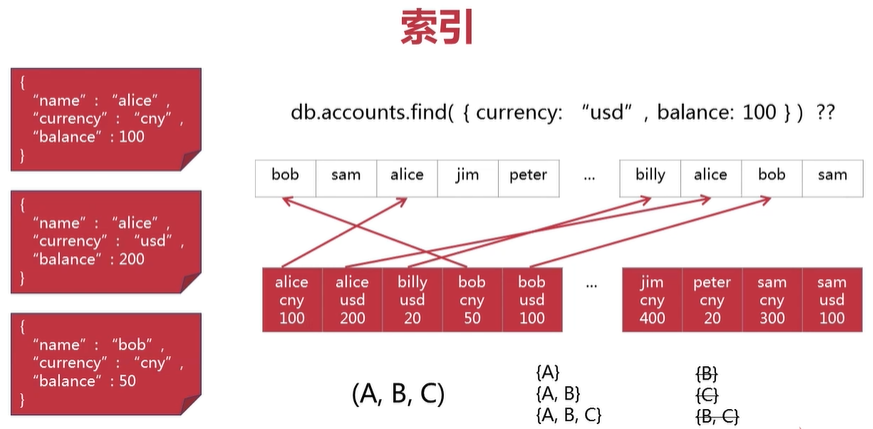 索引
{
“name” : “alice” ,
“currency” : “cny” ,
“balance” : 100
}
{
“name” : “alice” ,
“currency” : “usd” ,
“balance” : 200
}
{
“name” : “bob” ,
“currency” : “cny” ,
“balance” : 50
}
db.accounts.find( { currency: “usd” , balance: 100 } ) ??
bob sam alice jim peter ... billy alice bob sam
alice alice billy bob bob ... jim peter sam sam
cny usd usd cny usd cny cny cny usd
100 200 20 50 100 400 20 300 100
(A, B, C)
{A}
{A, B}
{A, B, C}
{B}
{C}
{B, C}